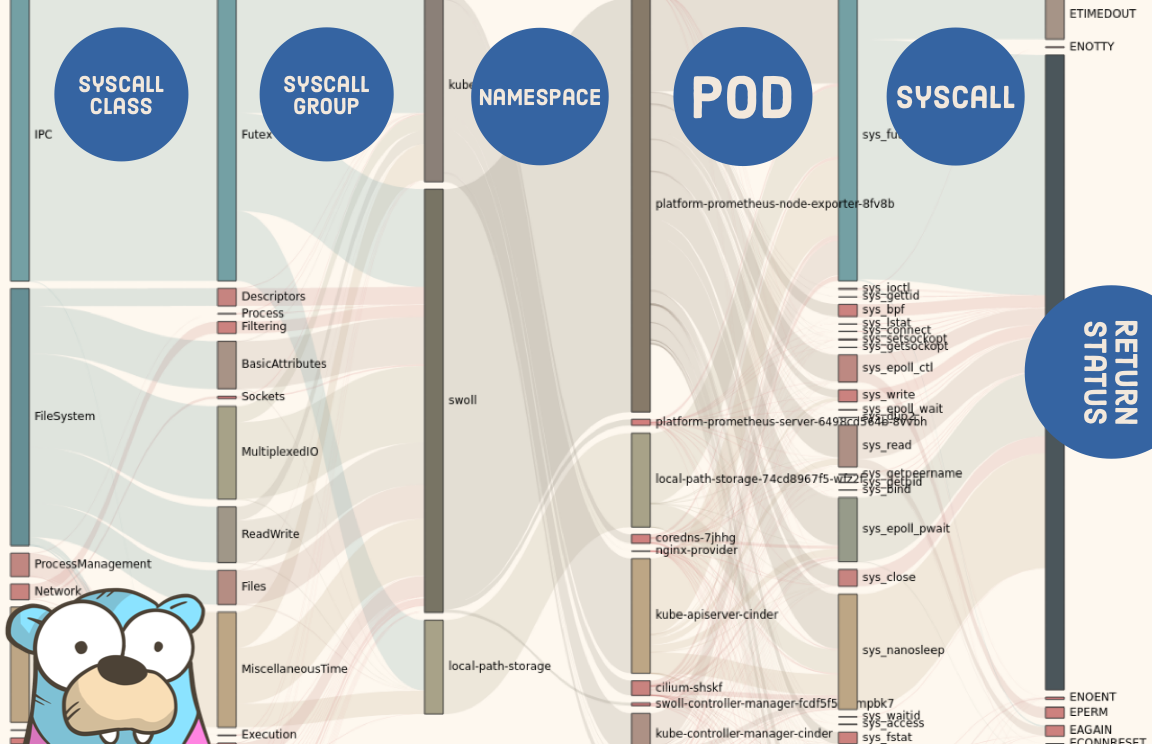 SYSCALL
CLASS
SYSCALL
GROUP
NAMESPACE
POD
SYSCALL
RETURN
STATUS
IPC
FileSystem
ProcessManagement
Network
Futex
Descriptors
Process
Filtering
BasicAttributes
Sockets
MultiplexedIO
ReadWrite
Files
MiscellaneousTime
Execution
kube
swoll
local-path-storage
platform-prometheus-node-exporter-8fv8b
platform-prometheus-server-6498cd564b-8vvbh
local-path-storage-74cd8967f5-wfz2f
coredns-7jhhg
nginx-provider
kube-apiserver-cinder
cilium-shskf
swoll-controller-manager-fcdf5f5
mpbk7
kube-controller-manager-cinder
sys_fu
sys_ioctl
sys_gettid
sys_bpf
sys_lstat
sys_connect
sys_setsockopt
sys_getsockopt
sys_epoll_ctl
sys_write
sys_epoll_wait
sys_dup2
sys_read
sys_getpeername
sys_getpid
sys_bind
sys_epoll_pwait
sys_close
sys_nanosleep
sys_waitid
sys_access
sys_fstat
ETIMEDOUT
ENOTTY
ENOENT
EPERM
EAGAIN
ECONNRESET